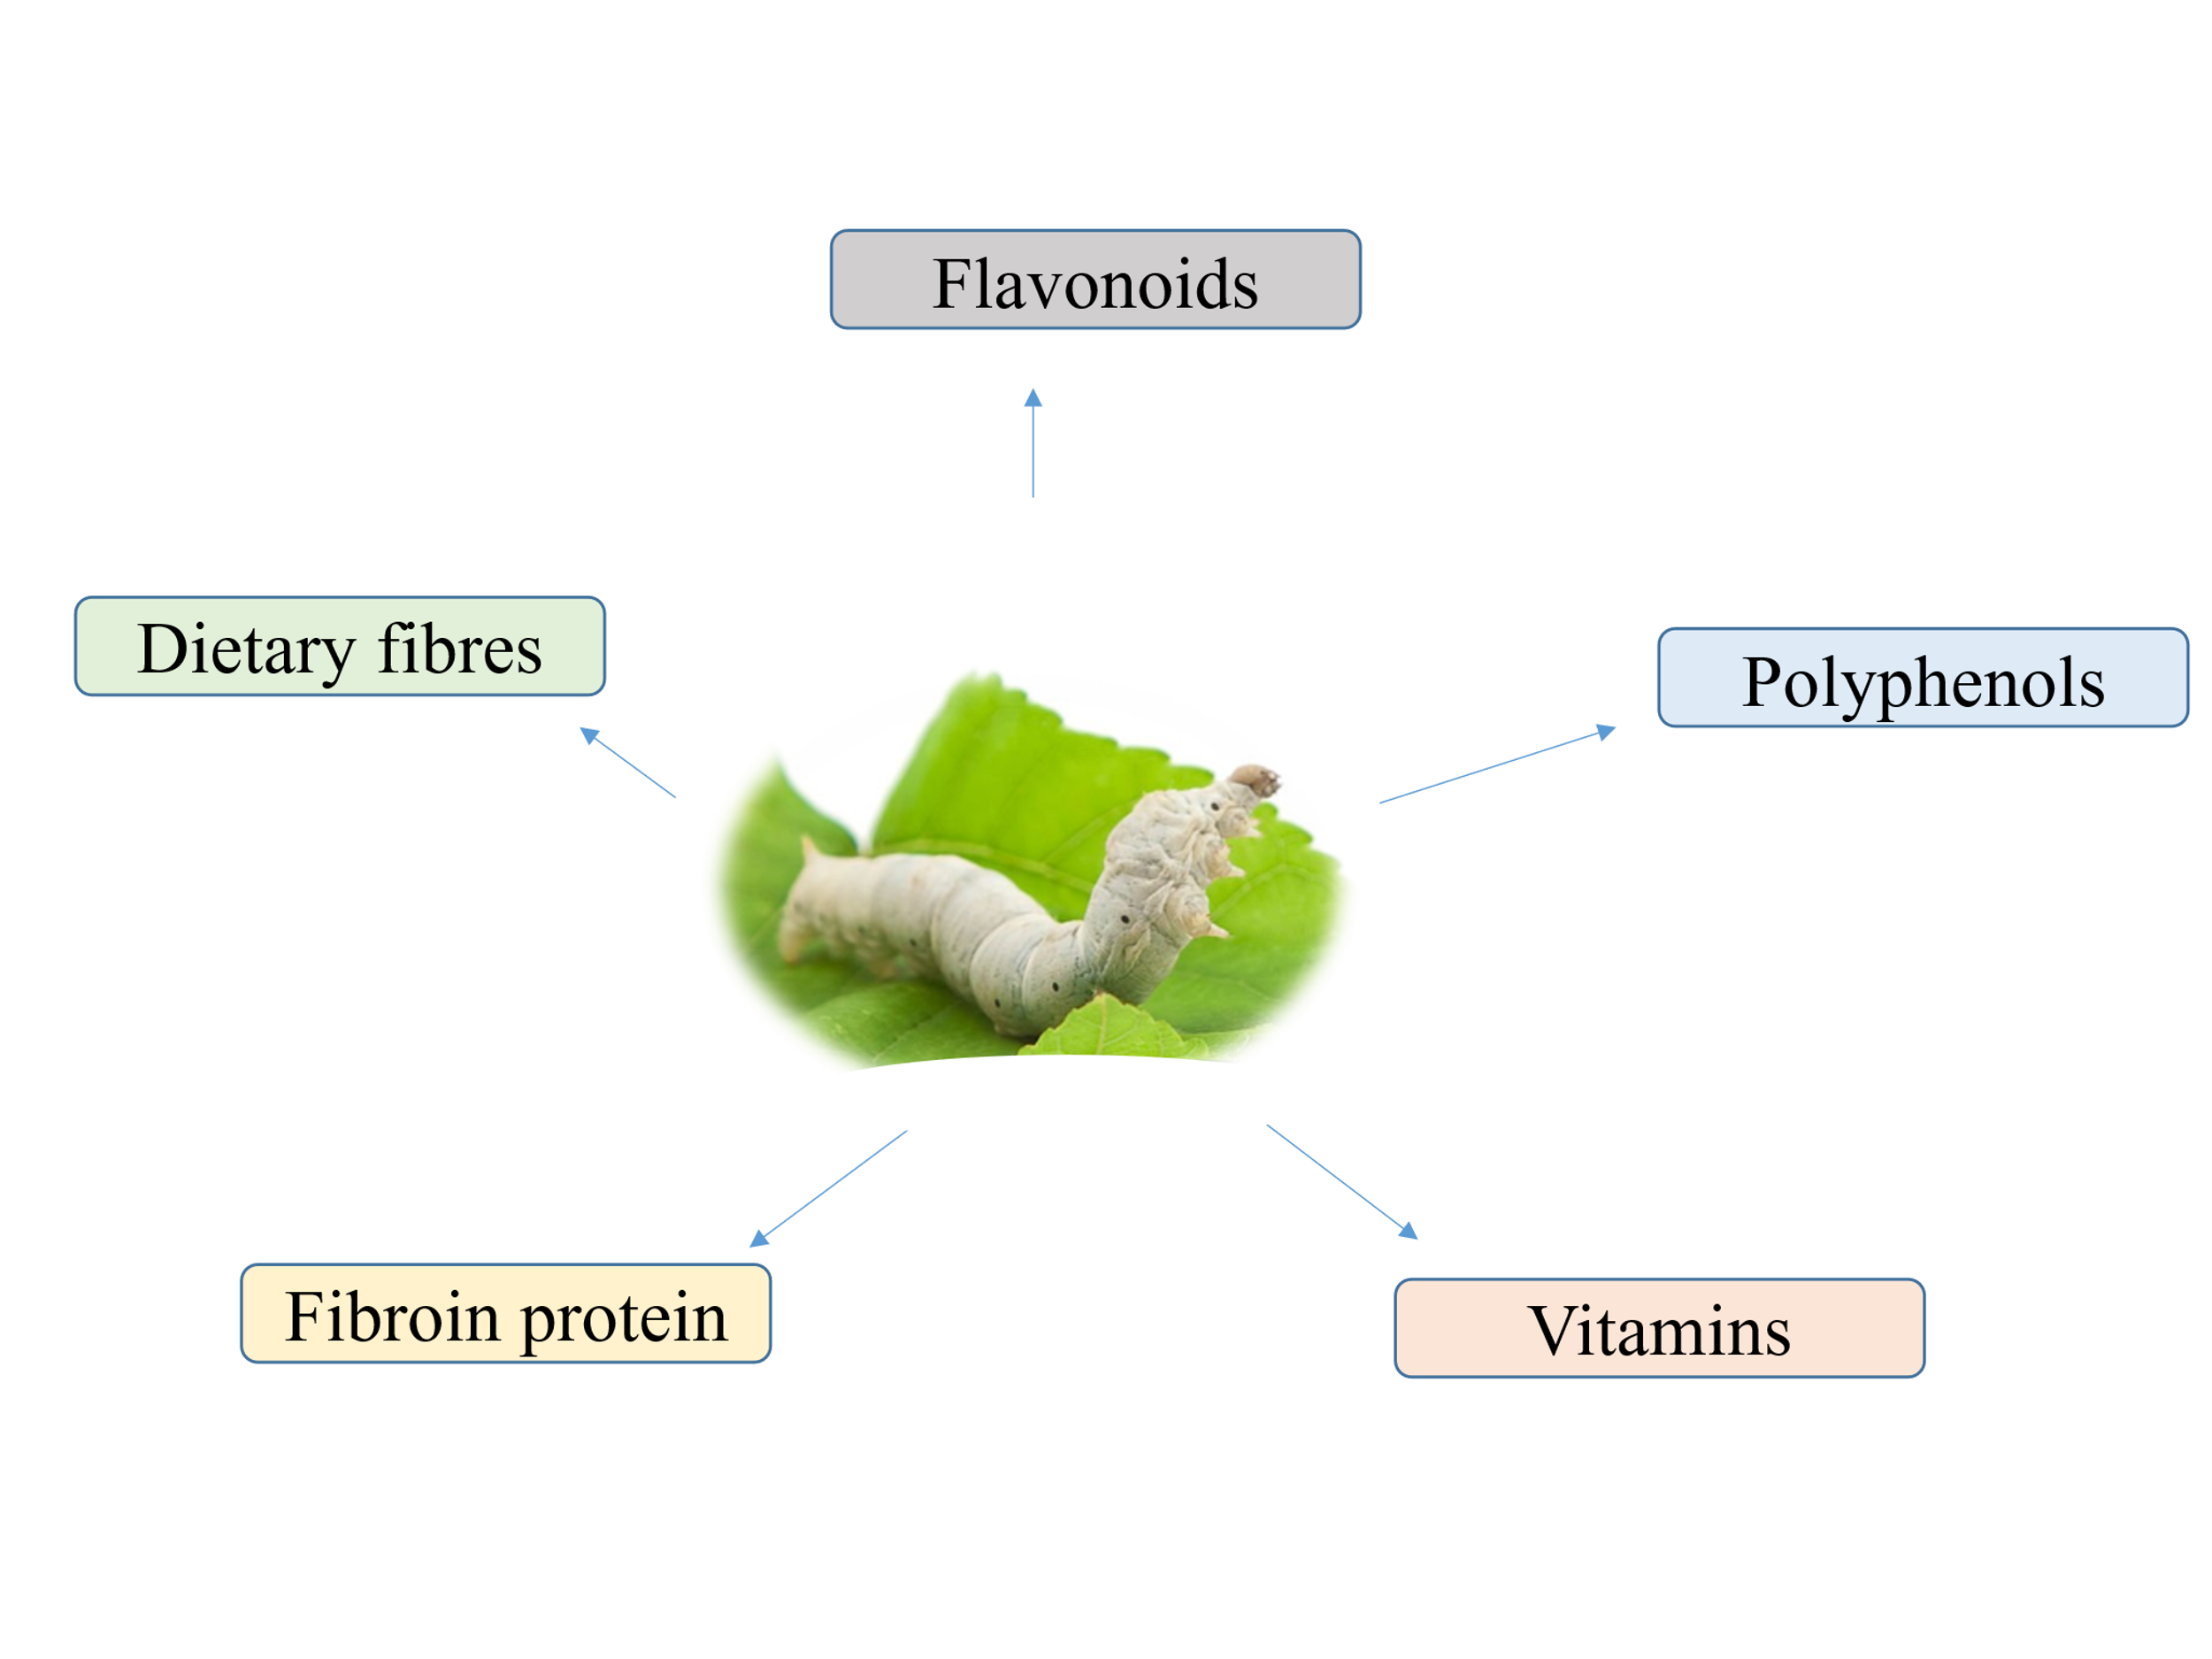 Flavonoids
Dietary fibres
Polyphenols
Fibroin protein
Vitamins